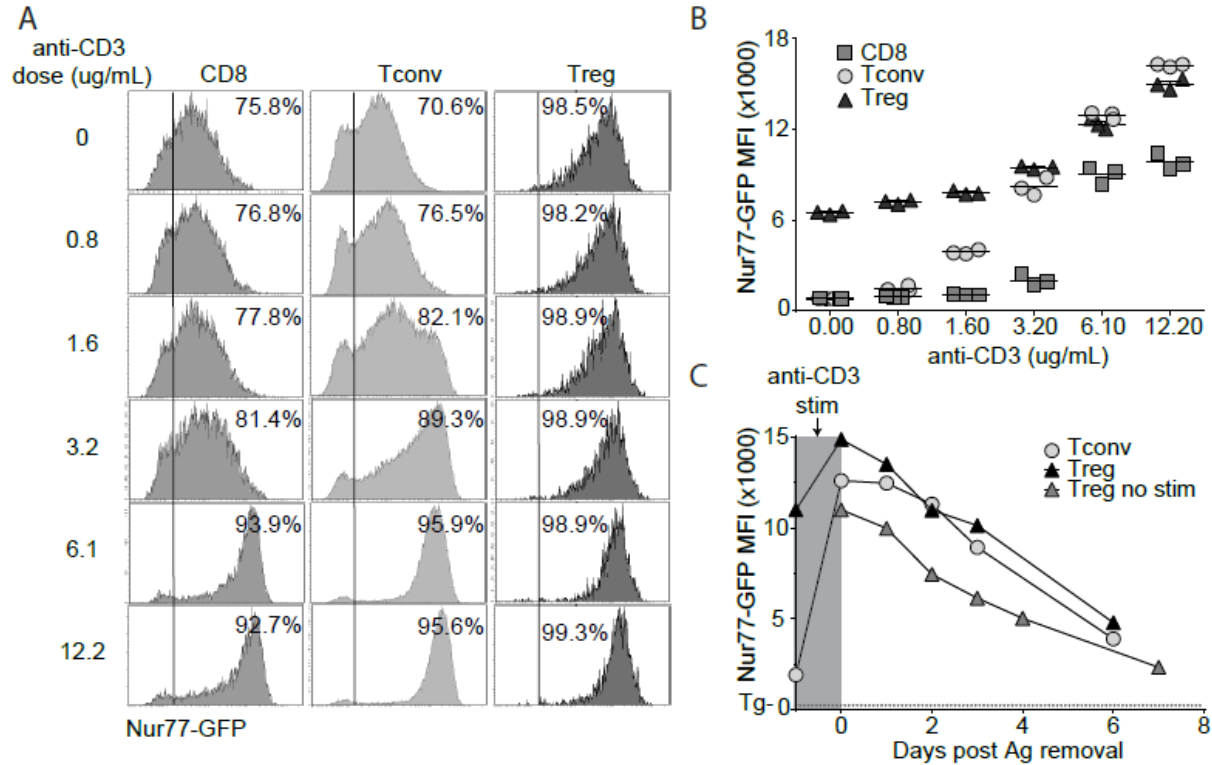 A
anti-CD3
dose (ug/mL)
CD8
Tconv
Treg
0
75.8%
70.6%
98.5%
0.8
76.8%
76.5%
98.2%
1.6
77.8%
82.1%
98.9%
3.2
81.4%
89.3%
98.9%
6.1
93.9%
95.9%
98.9%
12.2
92.7%
95.6%
99.3%
Nur77-GFP
B
Nur77-GFP MFI (x1000)
18
12
6
0
CD8
Tconv
Treg
0.00 0.80 1.60 3.20 6.10 12.20
anti-CD3 (ug/mL)
C
anti-CD3
stim
Nur77-GFP MFI (x1000)
15
10
5
Tg-
0
Tconv
Treg
Treg no stim
0 2 4 6 8
Days post Ag removal